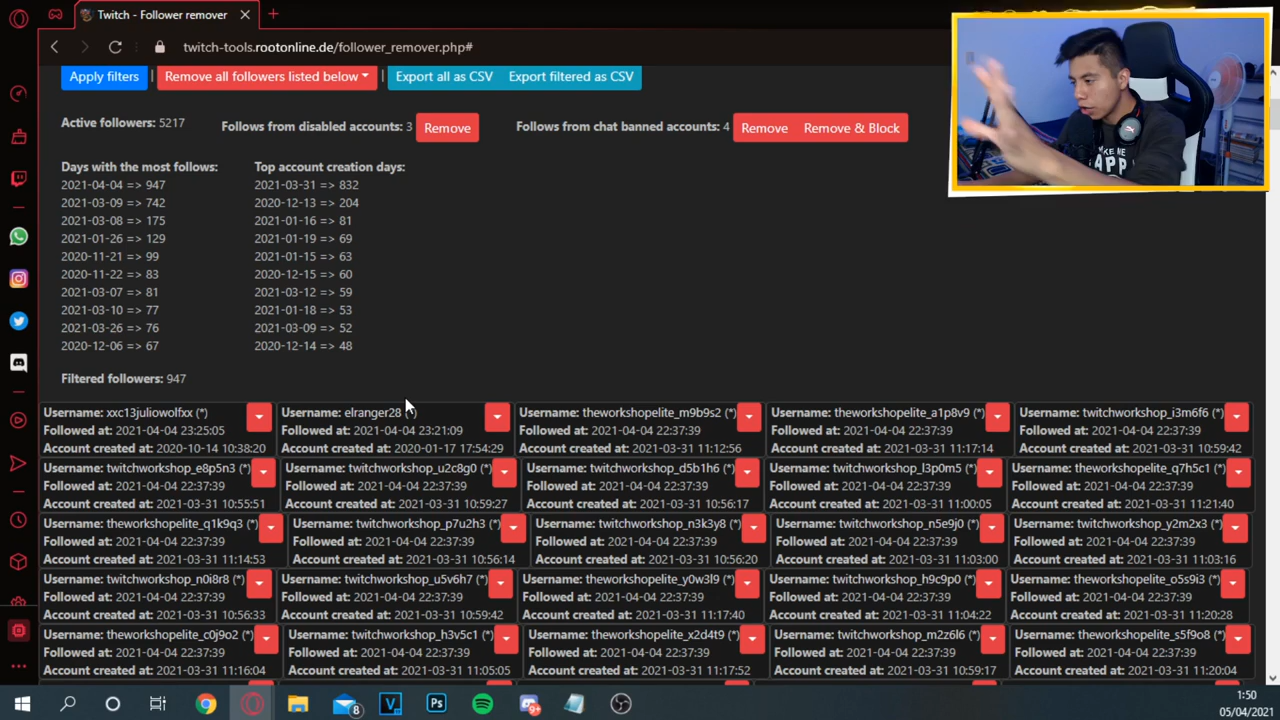 Twitch - Follower remover
twitch-tools.rootonline.de/follower_remover.php#
Apply filters | Remove all followers listed below | Export all as CSV Export filtered as CSV
Active followers: 5217 Follows from disabled accounts: 3 Remove Follows from chat banned accounts: 4 Remove Remove & Block
Days with the most follows: Top account creation days:
2021-04-04 => 947 2021-03-31 => 832
2021-03-09 => 742 2020-12-13 => 204
2021-03-08 => 175 2021-01-16 => 81
2021-01-26 => 129 2021-01-19 => 69
2020-11-21 => 99 2021-01-15 => 63
2020-11-22 => 83 2020-12-15 => 60
2021-03-07 => 81 2021-03-12 => 59
2021-03-10 => 77 2021-01-18 => 53
2021-03-26 => 76 2021-03-09 => 52
2020-12-06 => 67 2020-12-14 => 48
Filtered followers: 947
Username: xxc13juliowolfxx (*) Username: elranger28 (*) Username: theworkshopelite_m9b9s2 (*) Username: theworkshopelite_a1p8v9 (*) Username: twitchworkshop_i3m6f6 (*)
Followed at: 2021-04-04 23:25:05 Followed at: 2021-04-04 23:21:09 Followed at: 2021-04-04 22:37:39 Followed at: 2021-04-04 22:37:39 Followed at: 2021-04-04 22:37:39
Account created at: 2020-10-14 10:38:20 Account created at: 2020-01-17 17:54:29 Account created at: 2021-03-31 11:12:56 Account created at: 2021-03-31 11:17:14 Account created at: 2021-03-31 10:59:42
Username: twitchworkshop_e8p5n3 (*) Username: twitchworkshop_u2c8g0 (*) Username: twitchworkshop_d5b1h6 (*) Username: twitchworkshop_l3p0m5 (*) Username: theworkshopelite_q7h5c1 (*)
Followed at: 2021-04-04 22:37:39 Followed at: 2021-04-04 22:37:39 Followed at: 2021-04-04 22:37:39 Followed at: 2021-04-04 22:37:39 Followed at: 2021-04-04 22:37:39
Account created at: 2021-03-31 10:55:51 Account created at: 2021-03-31 10:59:27 Account created at: 2021-03-31 10:56:17 Account created at: 2021-03-31 11:00:05 Account created at: 2021-03-31 11:21:40
Username: theworkshopelite_q1k9q3 (*) Username: twitchworkshop_p7u2h3 (*) Username: twitchworkshop_n3k3y8 (*) Username: twitchworkshop_n5e9j0 (*) Username: twitchworkshop_y2m2x3 (*)
Followed at: 2021-04-04 22:37:39 Followed at: 2021-04-04 22:37:39 Followed at: 2021-04-04 22:37:39 Followed at: 2021-04-04 22:37:39 Followed at: 2021-04-04 22:37:39
Account created at: 2021-03-31 11:14:53 Account created at: 2021-03-31 10:56:14 Account created at: 2021-03-31 10:56:20 Account created at: 2021-03-31 11:03:00 Account created at: 2021-03-31 11:03:16
Username: twitchworkshop_n0i8r8 (*) Username: twitchworkshop_u5v6h7 (*) Username: theworkshopelite_y0w3l9 (*) Username: twitchworkshop_h9c9p0 (*) Username: theworkshopelite_o5s9i3 (*)
Followed at: 2021-04-04 22:37:39 Followed at: 2021-04-04 22:37:39 Followed at: 2021-04-04 22:37:39 Followed at: 2021-04-04 22:37:39 Followed at: 2021-04-04 22:37:39
Account created at: 2021-03-31 10:56:33 Account created at: 2021-03-31 10:59:42 Account created at: 2021-03-31 11:17:40 Account created at: 2021-03-31 11:04:22 Account created at: 2021-03-31 11:20:28
Username: theworkshopelite_c0j9o2 (*) Username: twitchworkshop_h3v5c1 (*) Username: theworkshopelite_x2d4t9 (*) Username: twitchworkshop_m2z6l6 (*) Username: theworkshopelite_s5f9o8 (*)
Followed at: 2021-04-04 22:37:39 Followed at: 2021-04-04 22:37:39 Followed at: 2021-04-04 22:37:39 Followed at: 2021-04-04 22:37:39 Followed at: 2021-04-04 22:37:39
Account created at: 2021-03-31 11:16:04 Account created at: 2021-03-31 11:05:05 Account created at: 2021-03-31 11:17:52 Account created at: 2021-03-31 10:59:17 Account created at: 2021-03-31 11:20:04
8 V Ps 9+
1:50
05/04/2021